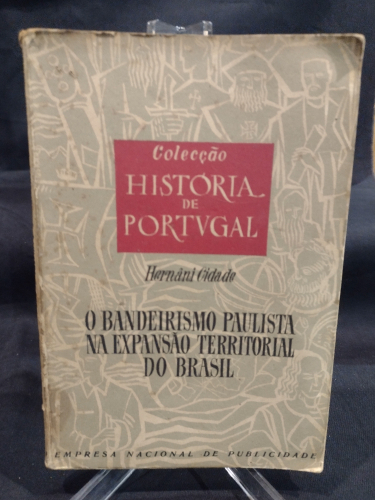 Colecção
HISTÓRIA
DE
PORTVGAL
Hernâni Cidade
O BANDEIRISMO PAULISTA
NA EXPANSÃO TERRITORIAL
DO BRASIL
EMPRESA NACIONAL DE PUBLICIDADE